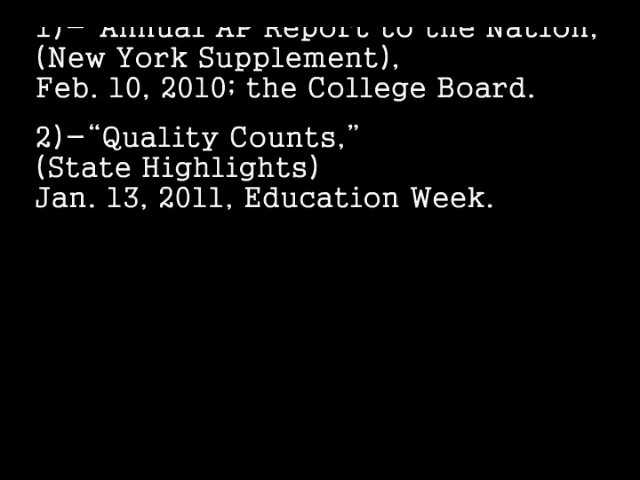 1)– Annual AP Report to the Nation,
(New York Supplement),
Feb. 10, 2010; the College Board.
2)–“Quality Counts,”
(State Highlights)
Jan. 13, 2011, Education Week.